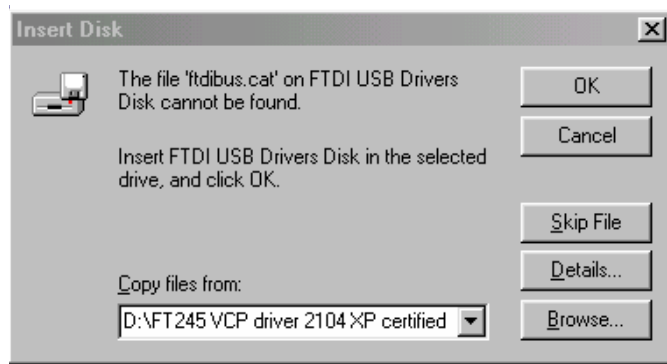 Insert Disk
The file 'ftdibus.cat' on FTDI USB Drivers
Disk cannot be found.
Insert FTDI USB Drivers Disk in the selected
drive, and click OK.
Copy files from:
D:\FT245 VCP driver 2104 XP certified
OK
Cancel
Skip File
Details...
Browse...